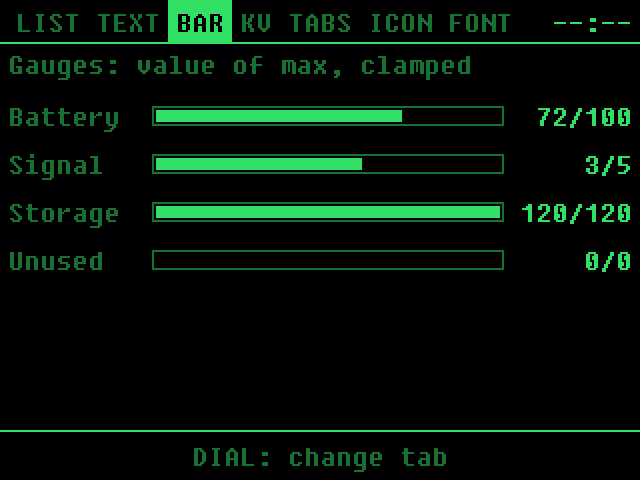 LIST TEXT BAR KV TABS ICON FONT --:--
Gauges: value of max, clamped
Battery 72/100
Signal 3/5
Storage 120/120
Unused 0/0
DIAL: change tab